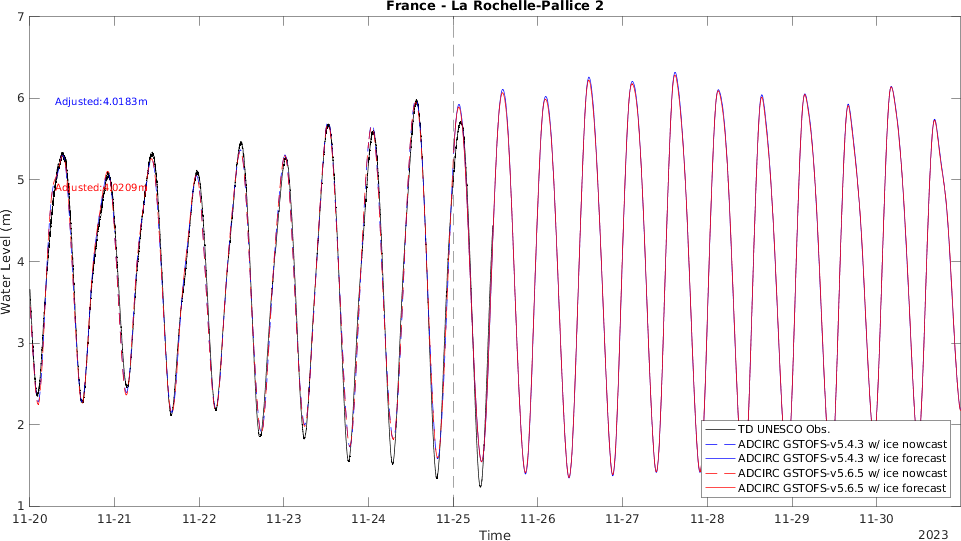 France - La Rochelle-Pallice 2
7
6
5
4
3
2
1
Water Level (m)
Adjusted:4.0183m
Adjusted:4.0209m
TD UNESCO Obs.
ADCIRC GSTOFS-v5.4.3 w/ ice nowcast
ADCIRC GSTOFS-v5.4.3 w/ ice forecast
ADCIRC GSTOFS-v5.6.5 w/ ice nowcast
ADCIRC GSTOFS-v5.6.5 w/ ice forecast
11-20 11-21 11-22 11-23 11-24 11-25 11-26 11-27 11-28 11-29 11-30
Time
2023